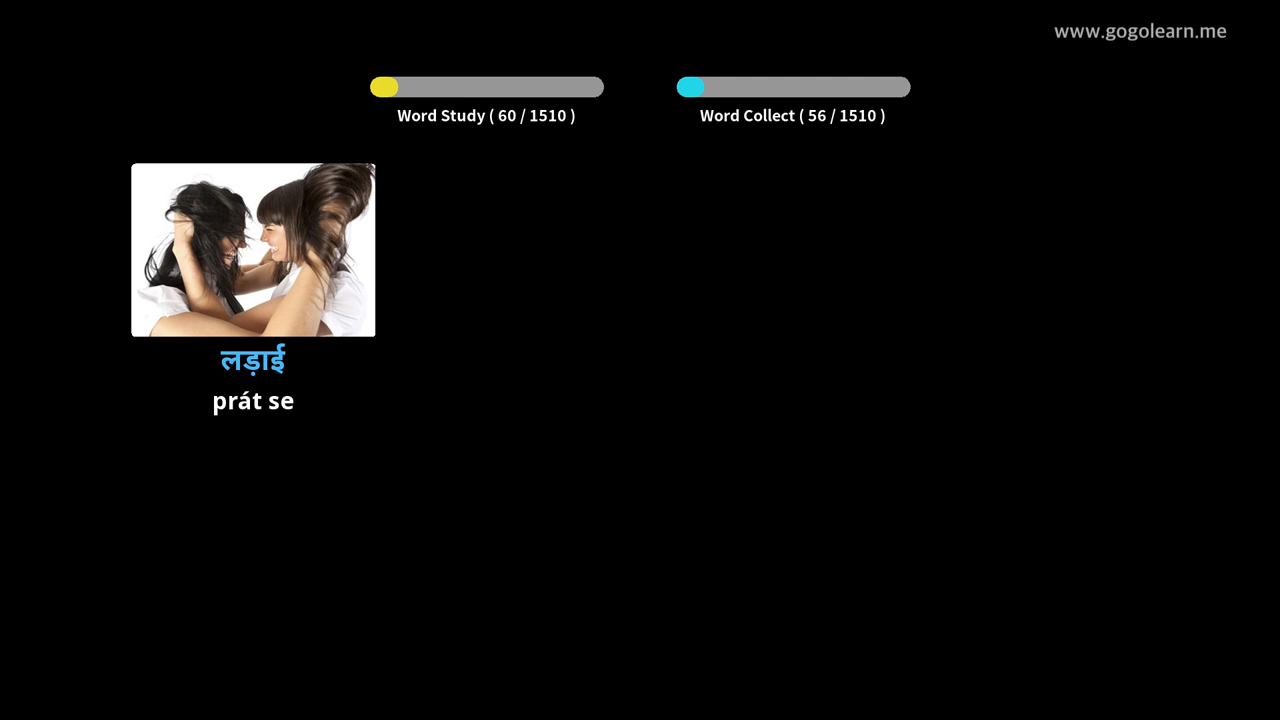 www.gogolearn.me
Word Study ( 60 / 1510 )
Word Collect ( 56 / 1510 )
लड़ाई
prát se